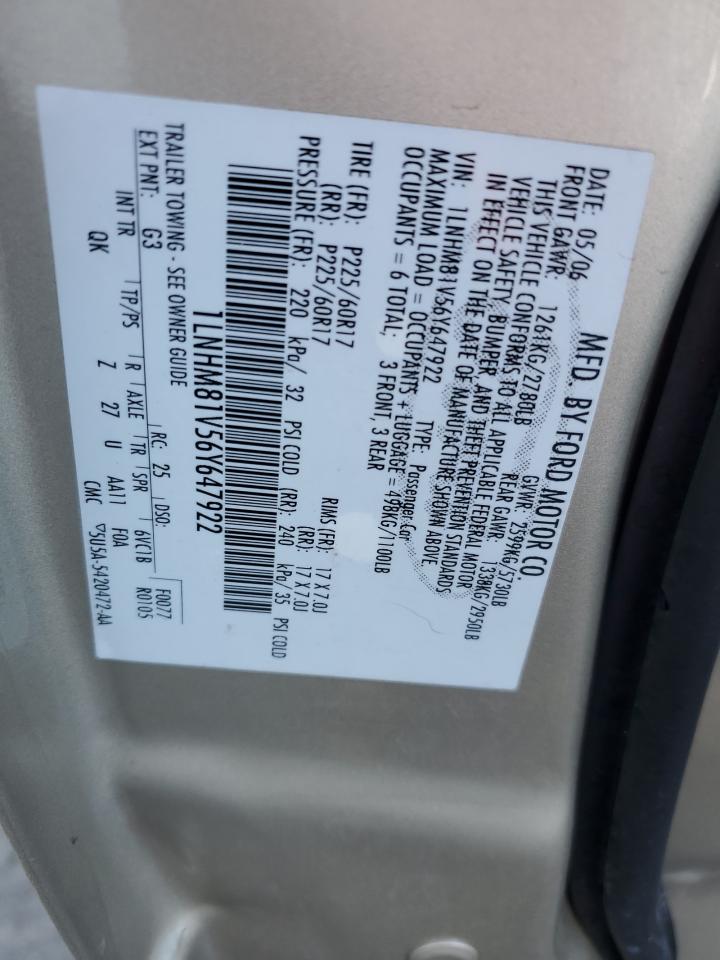 MFD. BY FORD MOTOR CO.
DATE: 05/06 GVWR: 2599KG/5730LB
FRONT GAWR: 1261KG/2780LB REAR GAWR: 1338KG/2950LB
THIS VEHICLE CONFORMS TO ALL APPLICABLE FEDERAL MOTOR
VEHICLE SAFETY, BUMPER, AND THEFT PREVENTION STANDARDS
IN EFFECT ON THE DATE OF MANUFACTURE SHOWN ABOVE.
VIN: 1LNHM81V56Y647922 TYPE: Passenger Car
MAXIMUM LOAD = OCCUPANTS + LUGGAGE = 498KG/1100LB
OCCUPANTS = 6 TOTAL: 3 FRONT, 3 REAR
TIRE (FR): P225/60R17 RIMS (FR): 17 X 7.0J
(RR): P225/60R17 (RR): 17 X 7.0J
PRESSURE (FR): 220 kPa/ 32 PSI COLD (RR): 240 kPa/ 35 PSI COLD
1LNHM81V56Y647922
TRAILER TOWING - SEE OWNER GUIDE
EXT PNT: G3 RC: 25 DSO: F0077
R0105
INT TR TP/PS R AXLE TR SPR 6VC1B
QK Z 27 U AA11 F0A
CMC ▽5U5A-5420472-AA